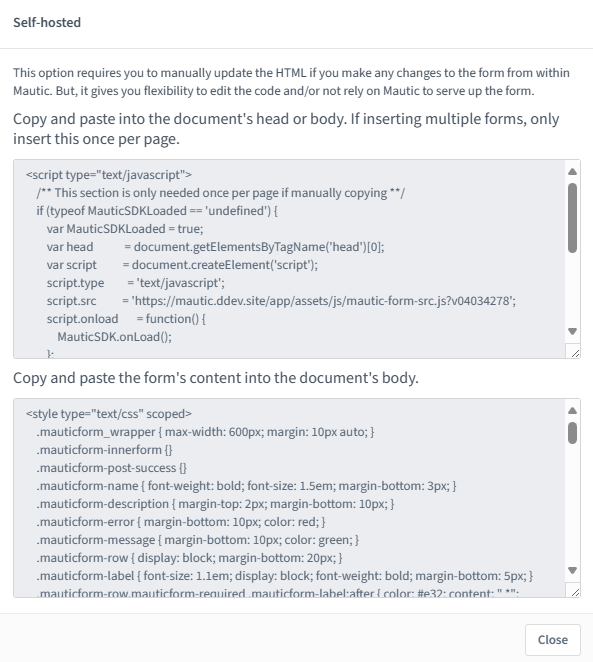 Self-hosted
This option requires you to manually update the HTML if you make any changes to the form from within
Mautic. But, it gives you flexibility to edit the code and/or not rely on Mautic to serve up the form.
Copy and paste into the document's head or body. If inserting multiple forms, only
insert this once per page.
<script type="text/javascript">
/** This section is only needed once per page if manually copying **/
if (typeof MauticSDKLoaded == 'undefined') {
var MauticSDKLoaded = true;
var head = document.getElementsByTagName('head')[0];
var script = document.createElement('script');
script.type = 'text/javascript';
script.src = 'https://mautic.ddev.site/app/assets/js/mautic-form-src.js?v04034278';
script.onload = function() {
MauticSDK.onLoad();
};
Copy and paste the form's content into the document's body.
<style type="text/css" scoped>
.mauticform_wrapper { max-width: 600px; margin: 10px auto; }
.mauticform-innerform {}
.mauticform-post-success {}
.mauticform-name { font-weight: bold; font-size: 1.5em; margin-bottom: 3px; }
.mauticform-description { margin-top: 2px; margin-bottom: 10px; }
.mauticform-error { margin-bottom: 10px; color: red; }
.mauticform-message { margin-bottom: 10px; color: green; }
.mauticform-row { display: block; margin-bottom: 20px; }
.mauticform-label { font-size: 1.1em; display: block; font-weight: bold; margin-bottom: 5px; }
.mauticform-row.mauticform-required .mauticform-label:after { color: #e32; content: " *";
Close